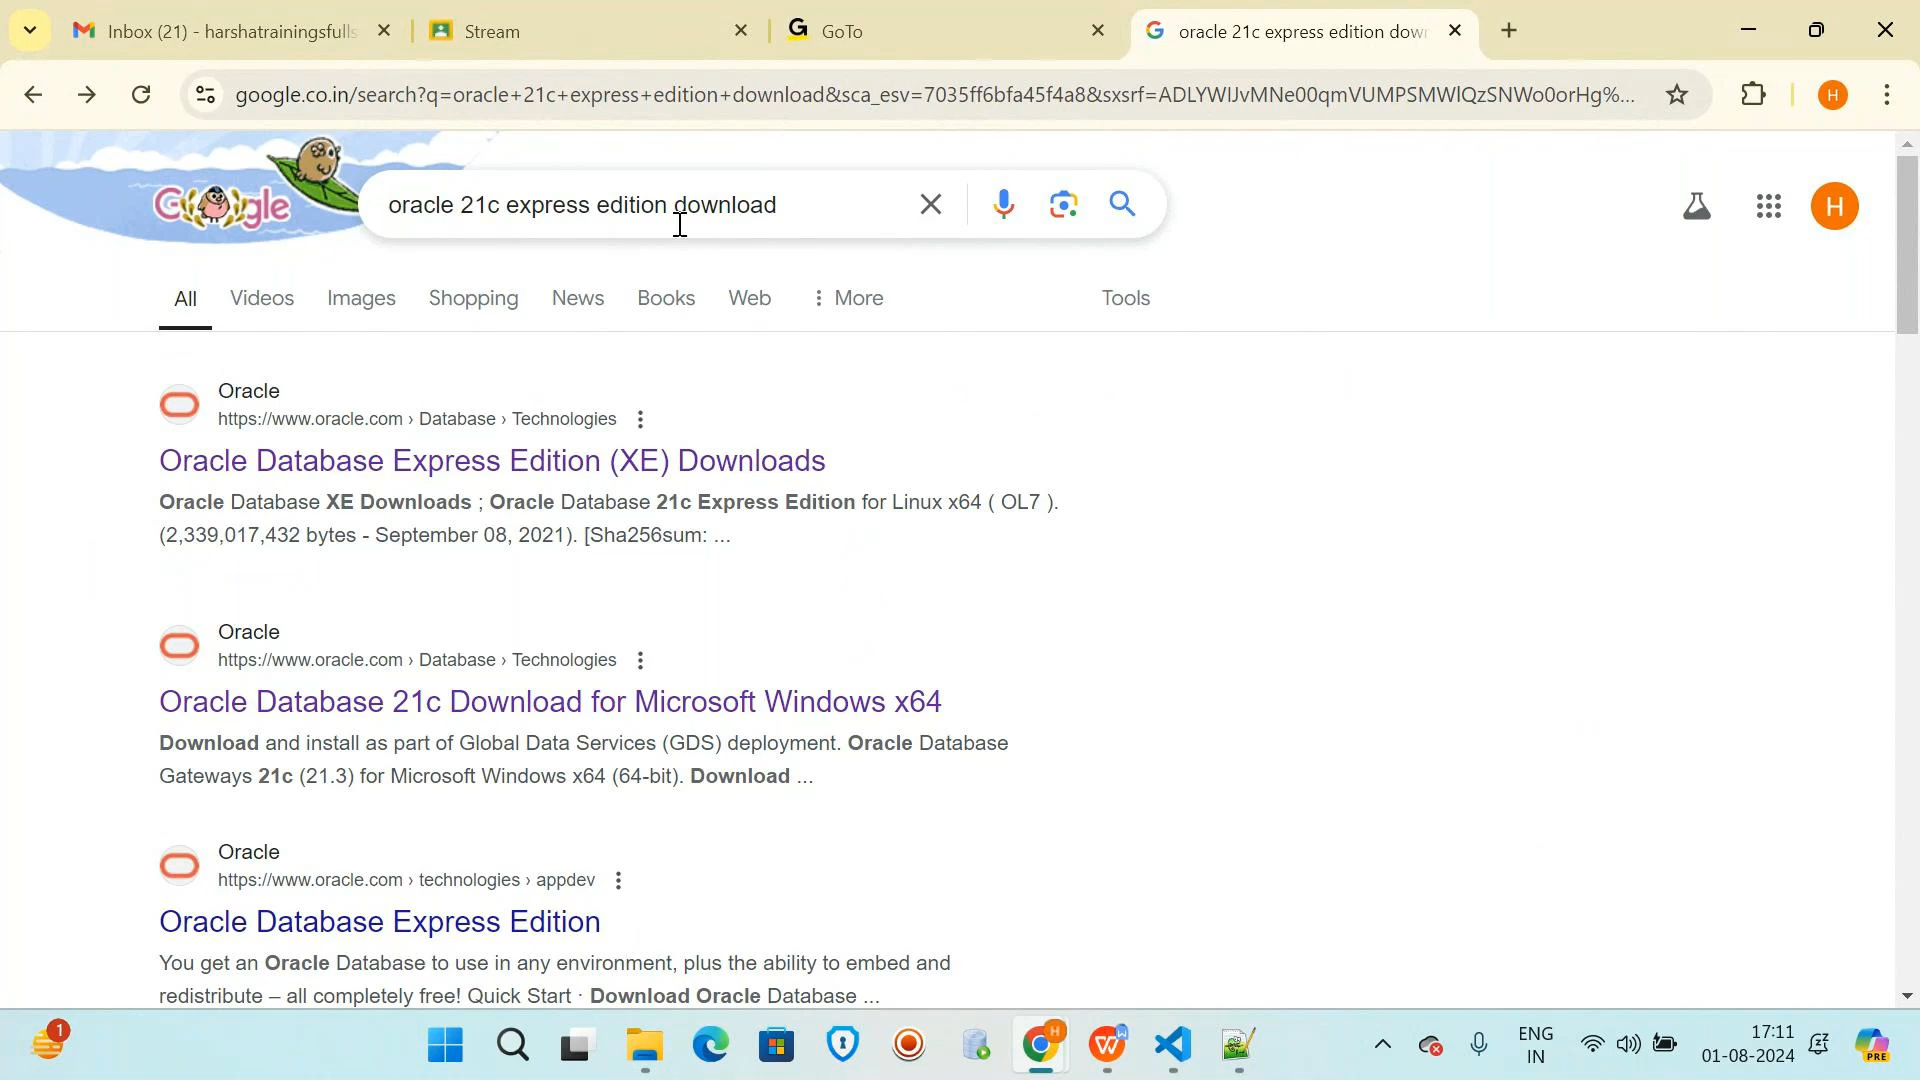 Inbox (21) - harshatrainingsfulls
Stream
GoTo
oracle 21c express edition dow
google.co.in/search?q=oracle+21c+express+edition+download&sca_esv=7035ff6bfa45f4a8&sxsrf=ADLYWIJvMNe00qmVUMPSMWlQzSNWo0orHg%...
H
Google
oracle 21c express edition download
H
All
Videos
Images
Shopping
News
Books
Web
More
Tools
Oracle
https://www.oracle.com › Database › Technologies
Oracle Database Express Edition (XE) Downloads
Oracle Database XE Downloads ; Oracle Database 21c Express Edition for Linux x64 ( OL7 ).
(2,339,017,432 bytes - September 08, 2021). [Sha256sum: ...
Oracle
https://www.oracle.com › Database › Technologies
Oracle Database 21c Download for Microsoft Windows x64
Download and install as part of Global Data Services (GDS) deployment. Oracle Database
Gateways 21c (21.3) for Microsoft Windows x64 (64-bit). Download ...
Oracle
https://www.oracle.com › technologies › appdev
Oracle Database Express Edition
You get an Oracle Database to use in any environment, plus the ability to embed and
redistribute – all completely free! Quick Start · Download Oracle Database ...
1
H
W
ENG
IN
17:11
01-08-2024
PRE